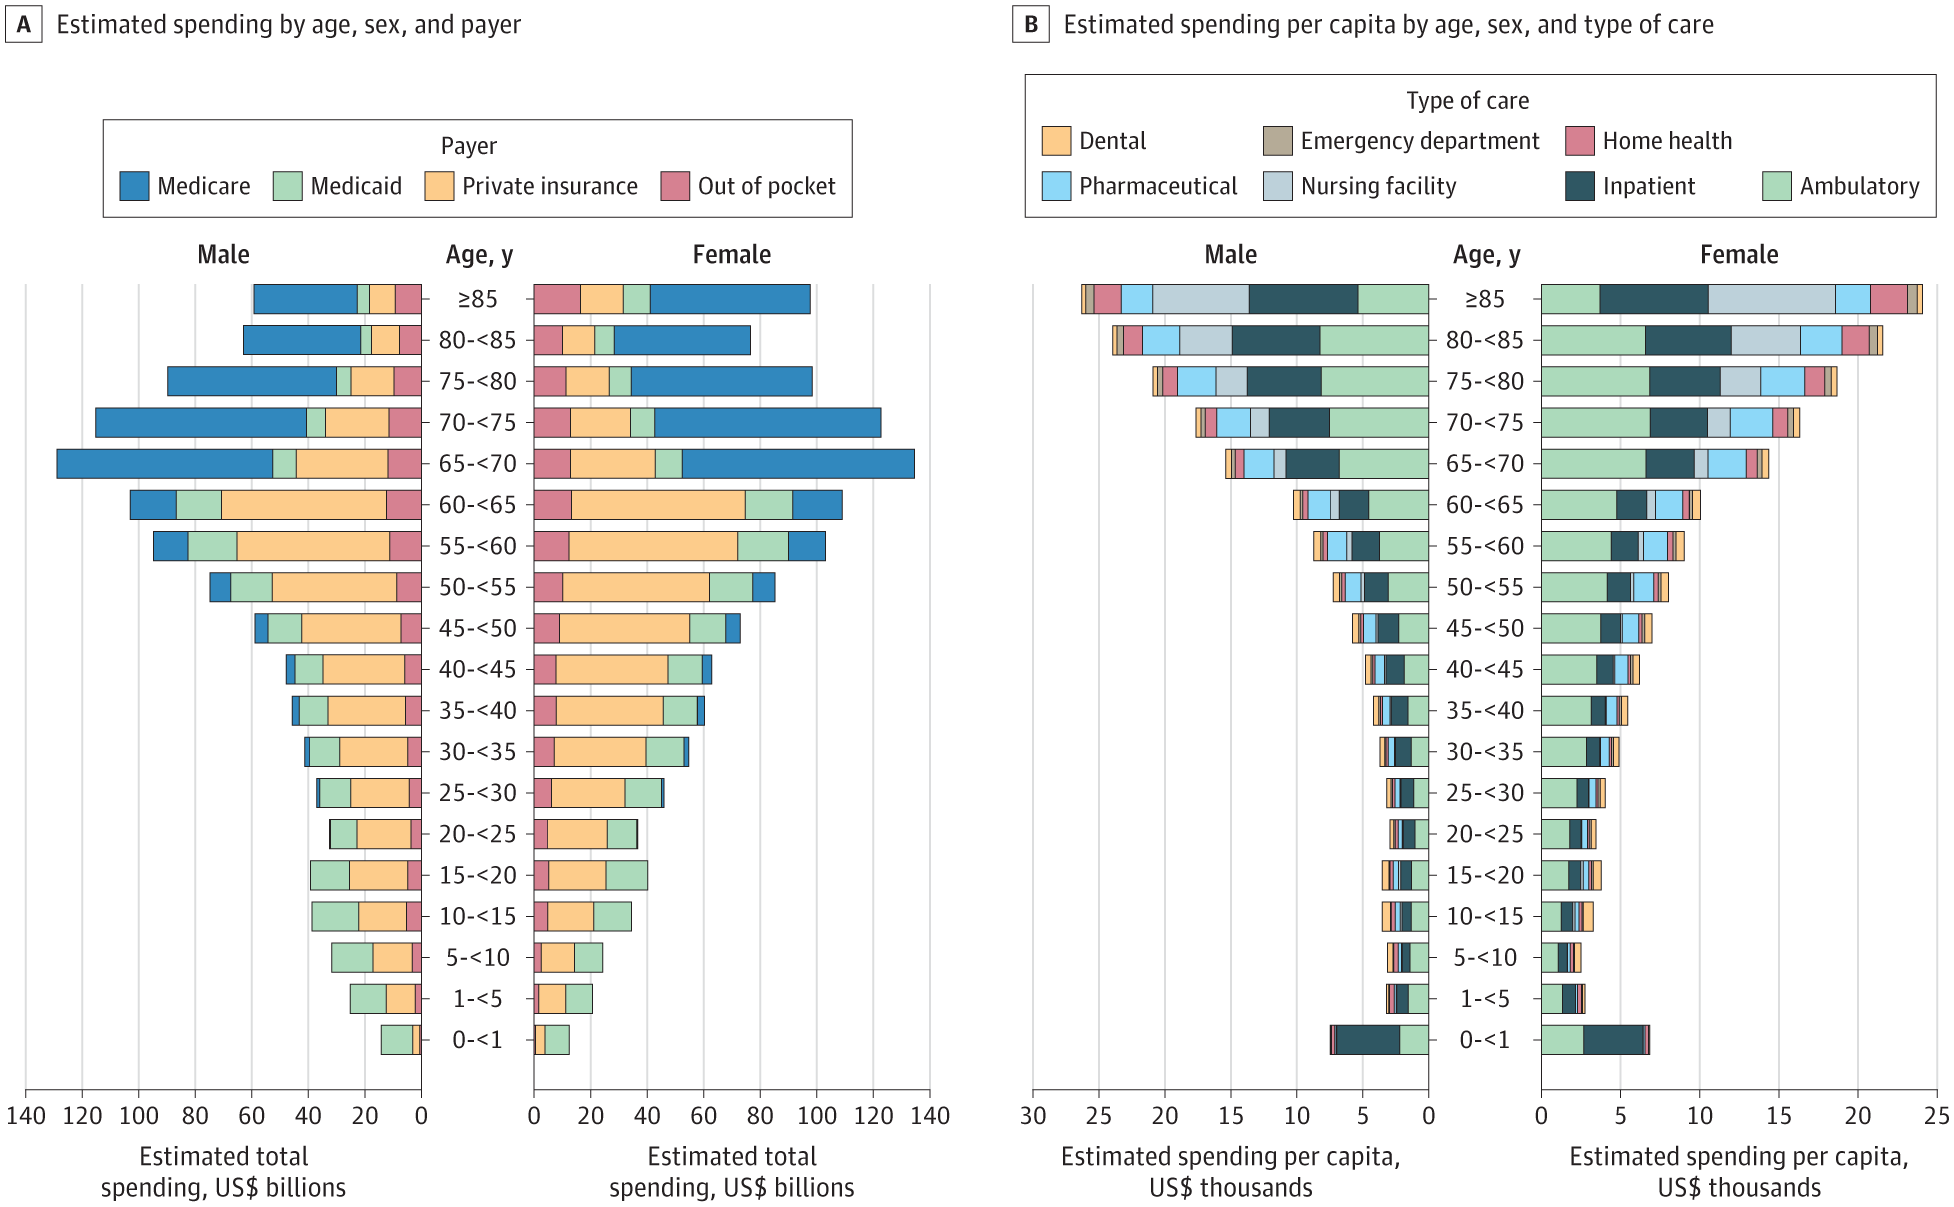 A Estimated spending by age, sex, and payer
Payer
Medicare Medicaid Private insurance Out of pocket
Male Age, y Female
≥85
80-<85
75-<80
70-<75
65-<70
60-<65
55-<60
50-<55
45-<50
40-<45
35-<40
30-<35
25-<30
20-<25
15-<20
10-<15
5-<10
1-<5
0-<1
140 120 100 80 60 40 20 0
0 20 40 60 80 100 120 140
Estimated total
spending, US$ billions
Estimated total
spending, US$ billions
B Estimated spending per capita by age, sex, and type of care
Type of care
Dental Emergency department Home health
Pharmaceutical Nursing facility Inpatient Ambulatory
Male Age, y Female
≥85
80-<85
75-<80
70-<75
65-<70
60-<65
55-<60
50-<55
45-<50
40-<45
35-<40
30-<35
25-<30
20-<25
15-<20
10-<15
5-<10
1-<5
0-<1
30 25 20 15 10 5 0
0 5 10 15 20 25
Estimated spending per capita,
US$ thousands
Estimated spending per capita,
US$ thousands